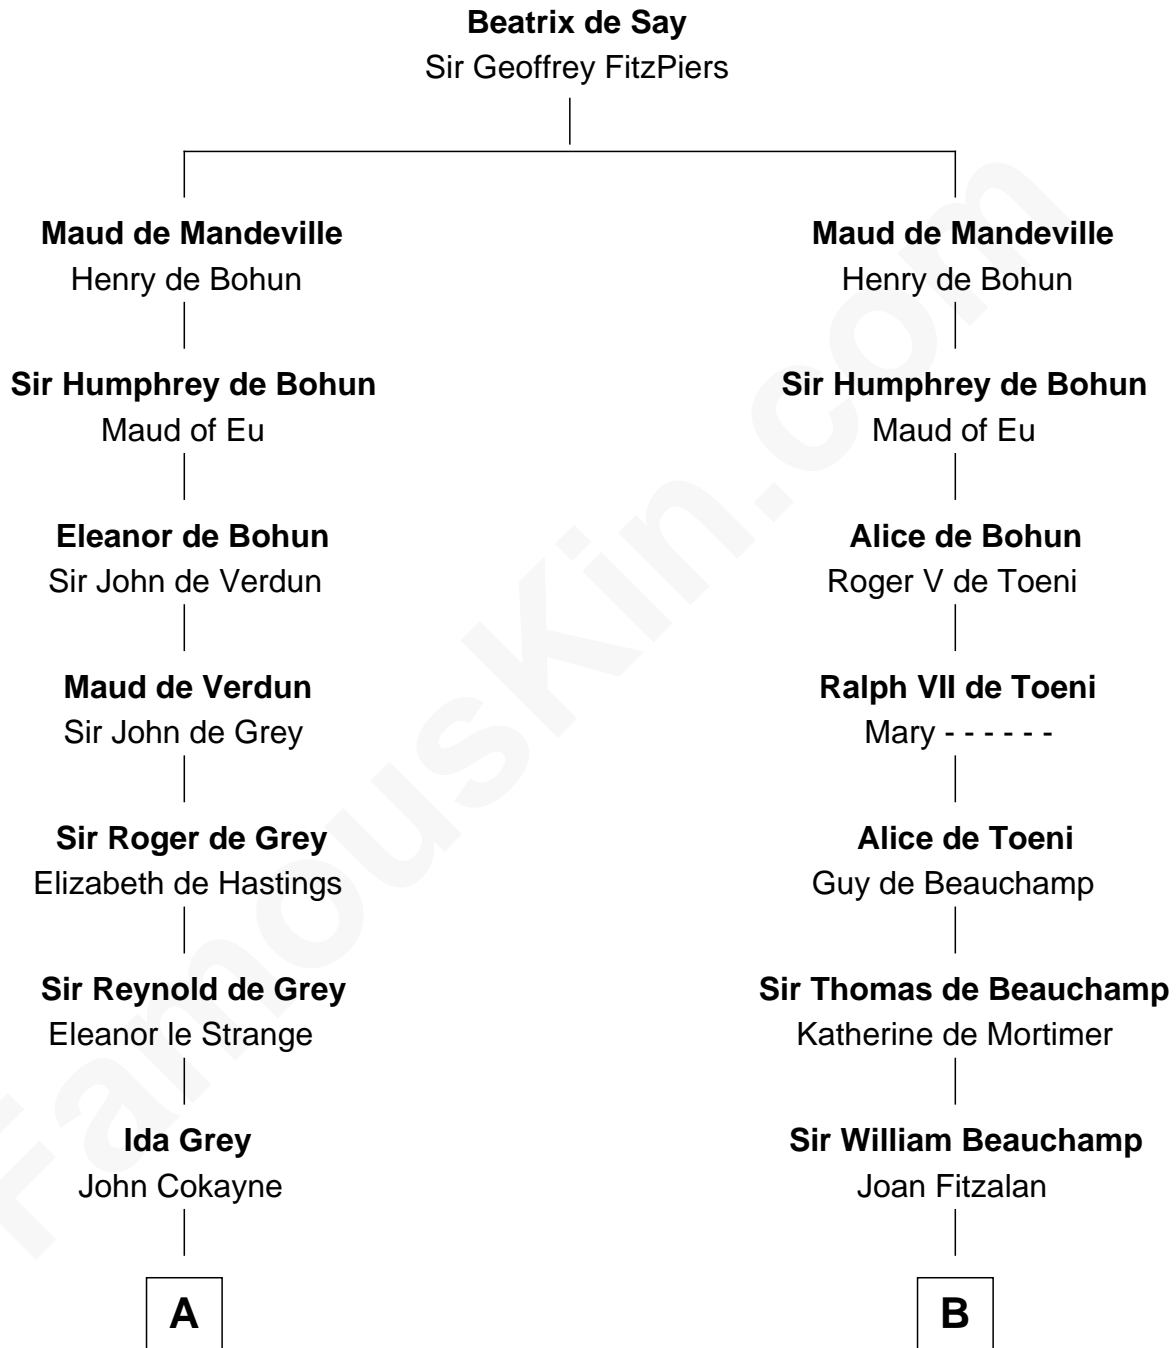 Beatrix de Say
Sir Geoffrey FitzPiers
Maud de Mandeville
Henry de Bohun
Sir Humphrey de Bohun
Maud of Eu
Eleanor de Bohun
Sir John de Verdun
Maud de Verdun
Sir John de Grey
Sir Roger de Grey
Elizabeth de Hastings
Sir Reynold de Grey
Eleanor le Strange
Ida Grey
John Cokayne
A
Maud de Mandeville
Henry de Bohun
Sir Humphrey de Bohun
Maud of Eu
Alice de Bohun
Roger V de Toeni
Ralph VII de Toeni
Mary - - - - - -
Alice de Toeni
Guy de Beauchamp
Sir Thomas de Beauchamp
Katherine de Mortimer
Sir William Beauchamp
Joan Fitzalan
B
FamousKin.com